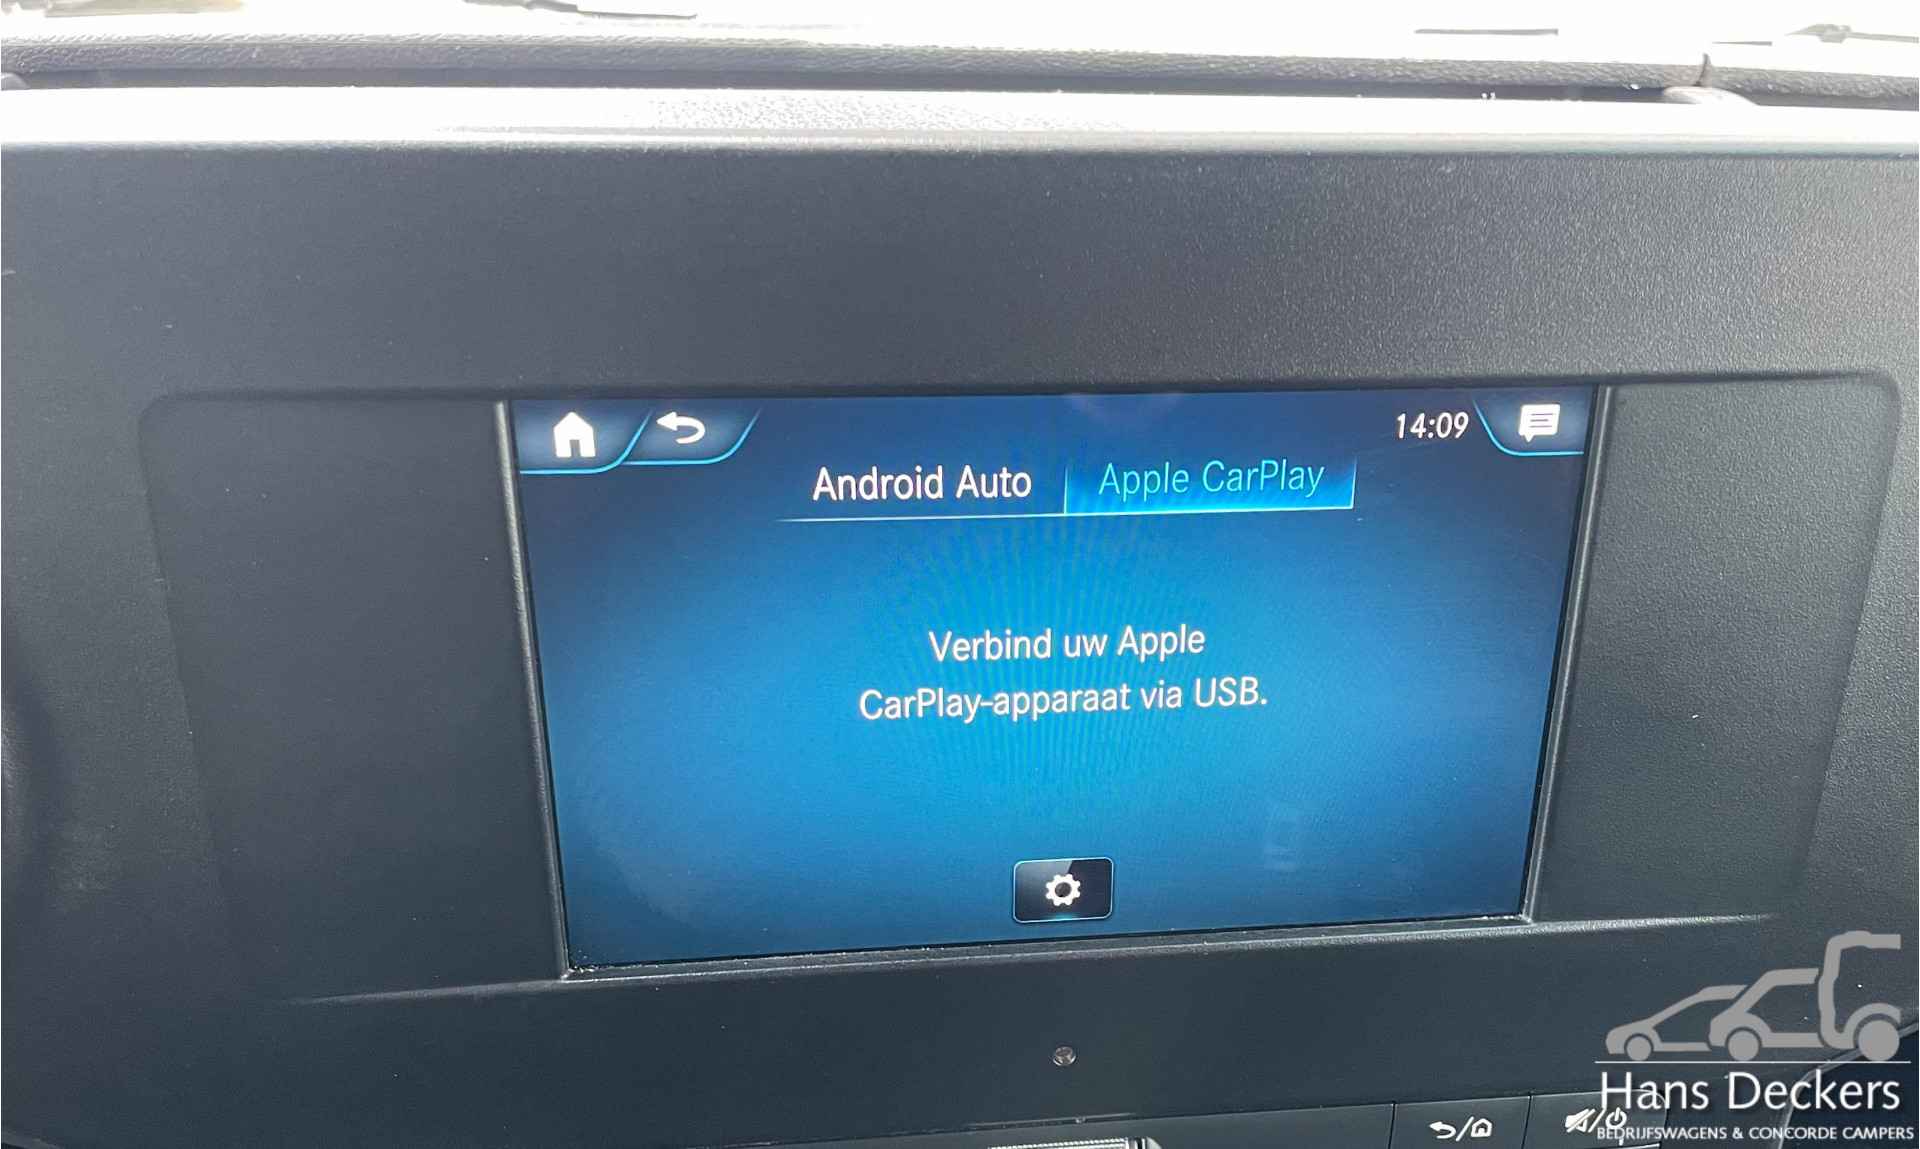 14:09
Android Auto
Apple CarPlay
Verbind uw Apple
CarPlay-apparaat via USB.
Hans Deckers
BEDRIJFSWAGENS & CONCORDE CAMPERS